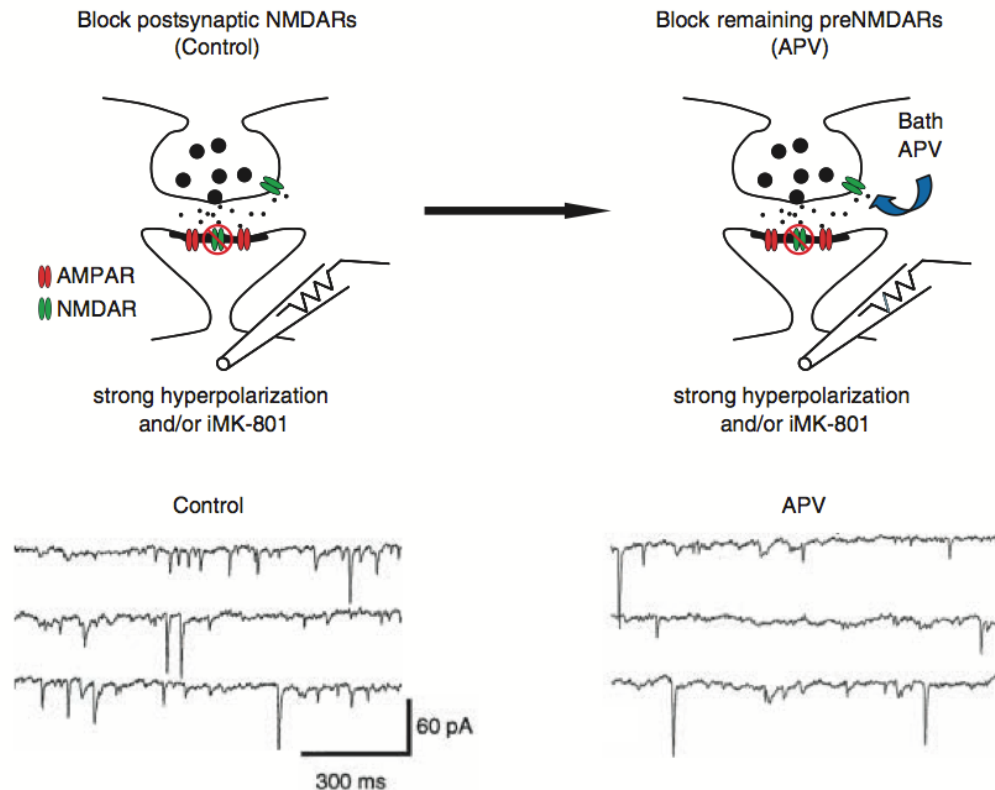 Block postsynaptic NMDARs
(Control)
Block remaining preNMDARs
(APV)
Bath
APV
AMPAR
NMDAR
strong hyperpolarization
and/or iMK-801
strong hyperpolarization
and/or iMK-801
Control
APV
60 pA
300 ms